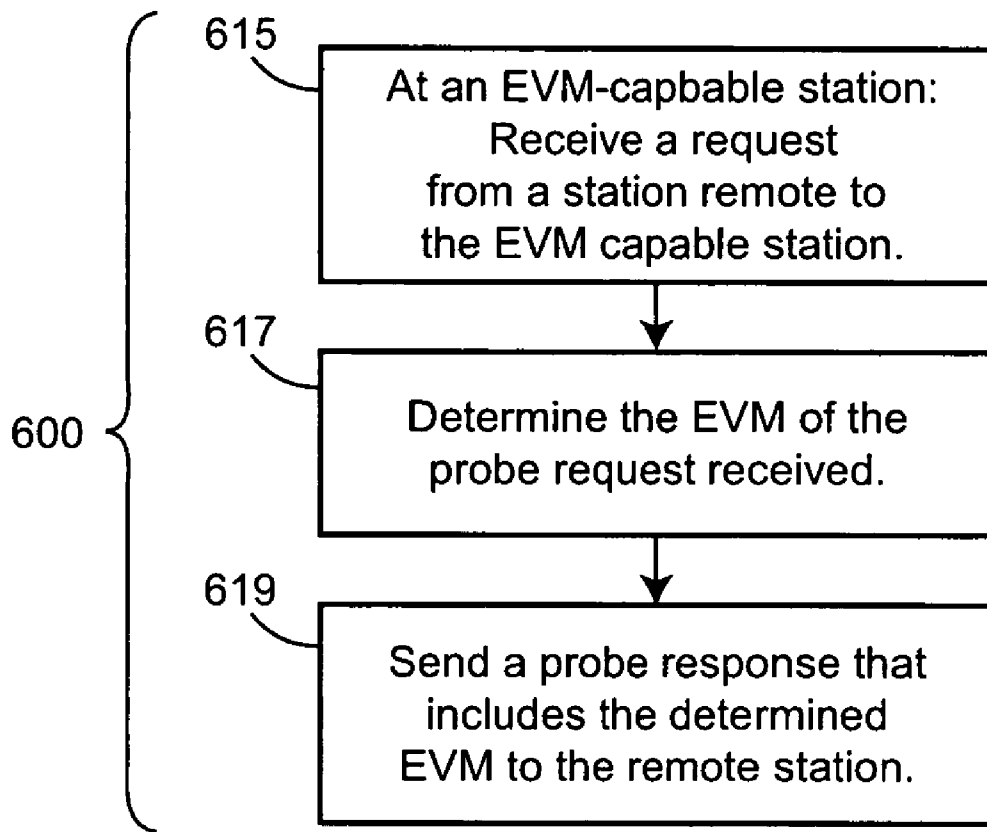 615
At an EVM-capbable station:
Receive a request
from a station remote to
the EVM capable station.
617
Determine the EVM of the
probe request received.
600
619
Send a probe response that
includes the determined
EVM to the remote station.